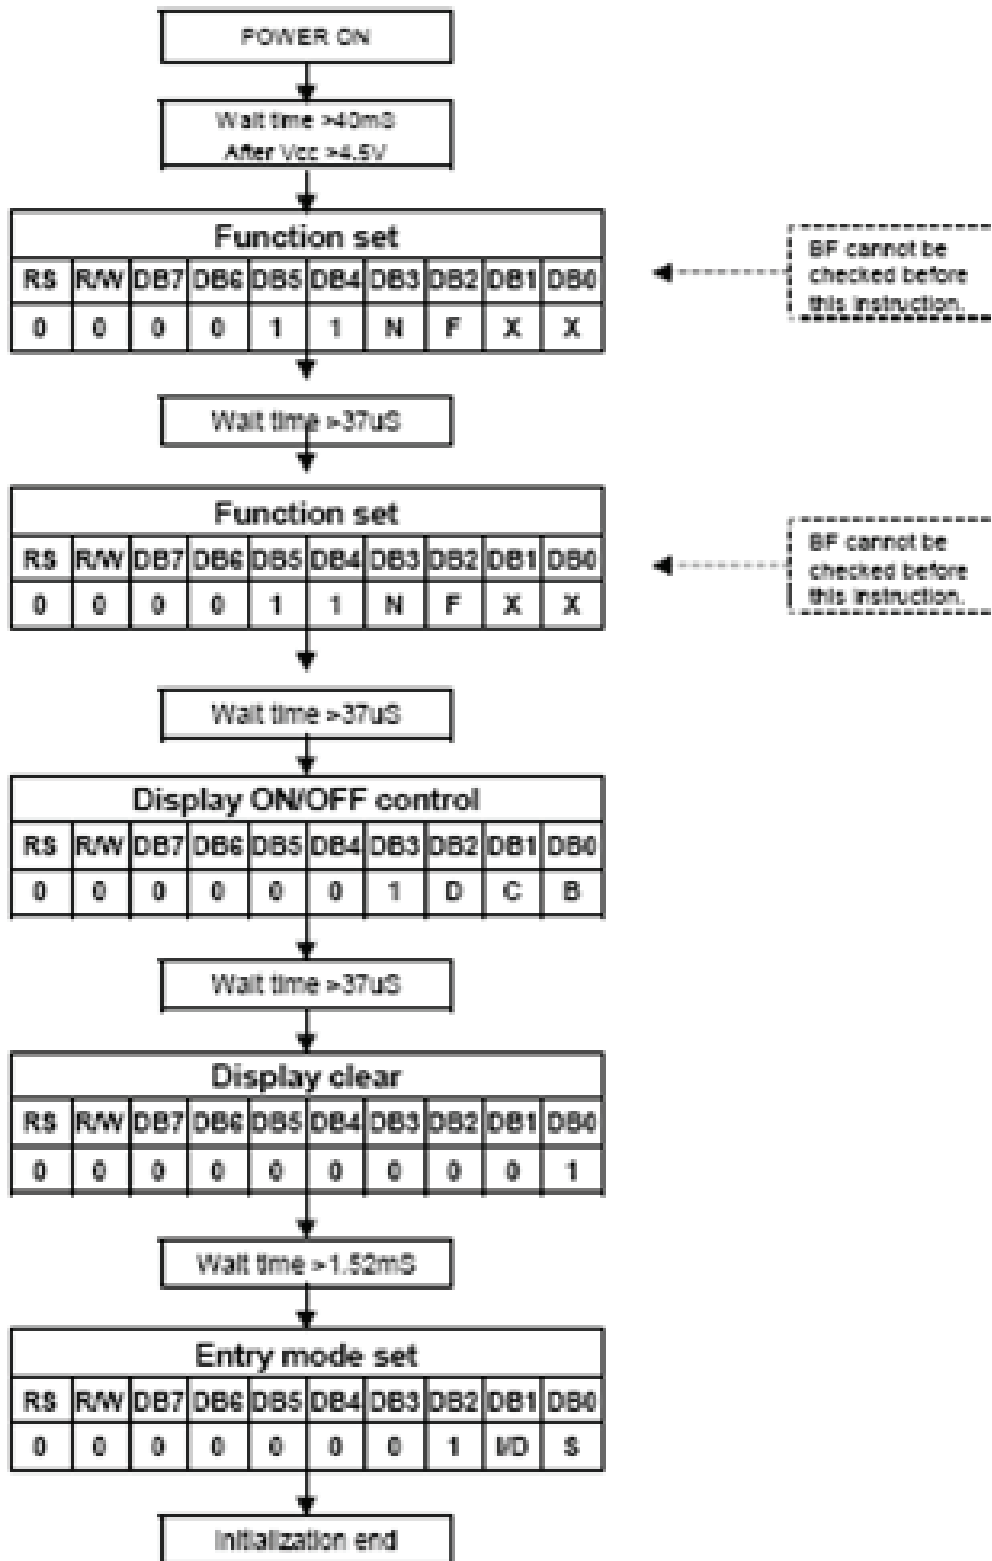 POWER ON
Wait time >40mS
After Vcc >4.5V
Function set
RS R/W DB7 DB6 DB5 DB4 DB3 DB2 DB1 DB0
0 0 0 0 1 1 N F X X
BF cannot be
checked before
this instruction.
Wait time >37uS
Function set
RS R/W DB7 DB6 DB5 DB4 DB3 DB2 DB1 DB0
0 0 0 0 1 1 N F X X
BF cannot be
checked before
this instruction.
Wait time >37uS
Display ON/OFF control
RS R/W DB7 DB6 DB5 DB4 DB3 DB2 DB1 DB0
0 0 0 0 0 0 1 D C B
Wait time >37uS
Display clear
RS R/W DB7 DB6 DB5 DB4 DB3 DB2 DB1 DB0
0 0 0 0 0 0 0 0 0 1
Wait time >1.52mS
Entry mode set
RS R/W DB7 DB6 DB5 DB4 DB3 DB2 DB1 DB0
0 0 0 0 0 0 0 1 I/D S
Initialization end